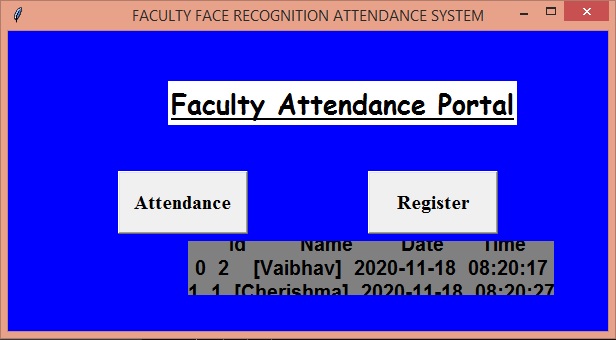 FACULTY FACE RECOGNITION ATTENDANCE SYSTEM
Faculty Attendance Portal
Attendance Register
Id Name Date Time
0 2 [Vaibhav] 2020-11-18 08:20:17
1 1 [Cherishma] 2020-11-18 08:20:27